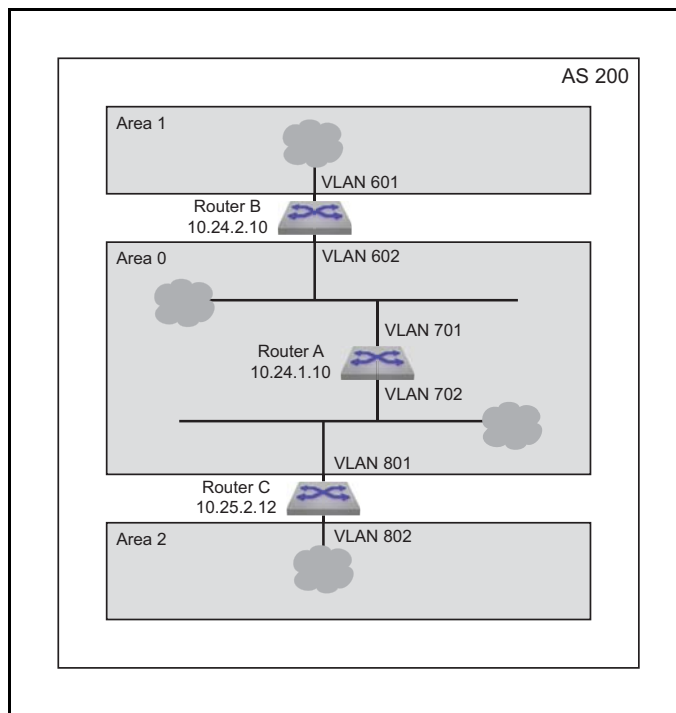 AS 200
Area 1
VLAN 601
Router B
10.24.2.10
VLAN 602
Area 0
VLAN 701
Router A
10.24.1.10
VLAN 702
VLAN 801
Router C
10.25.2.12
VLAN 802
Area 2